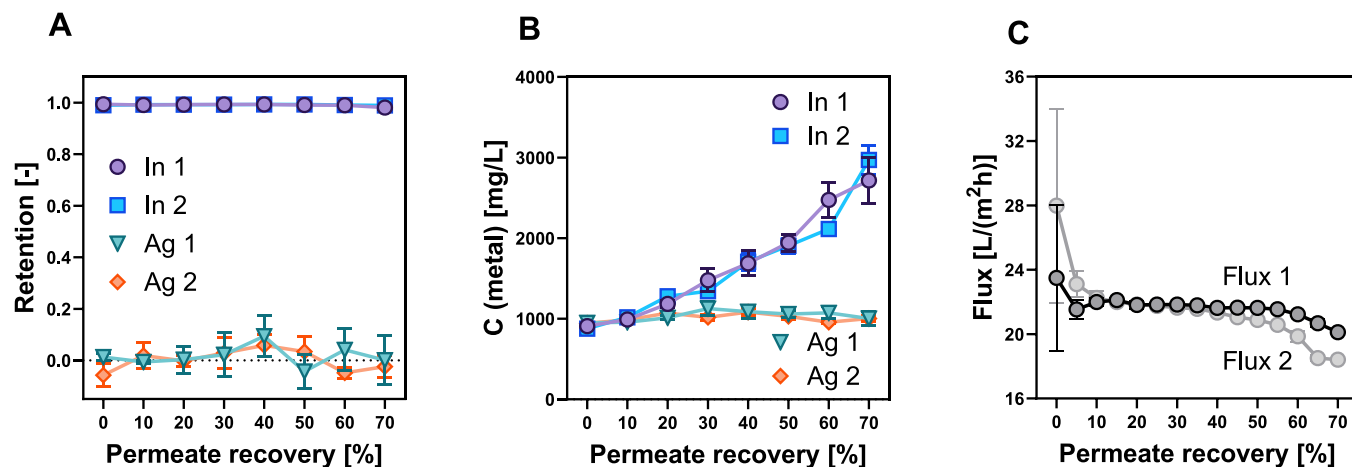 A
Retention [-]
1.0
0.8
0.6
0.4
0.2
0.0
In 1
In 2
Ag 1
Ag 2
0 10 20 30 40 50 60 70
Permeate recovery [%]
B
C (metal) [mg/L]
4000
3000
2000
1000
0
In 1
In 2
Ag 1
Ag 2
0 10 20 30 40 50 60 70
Permeate recovery [%]
C
Flux [L/(m²h)]
36
32
28
24
20
16
Flux 1
Flux 2
0 10 20 30 40 50 60 70
Permeate recovery [%]